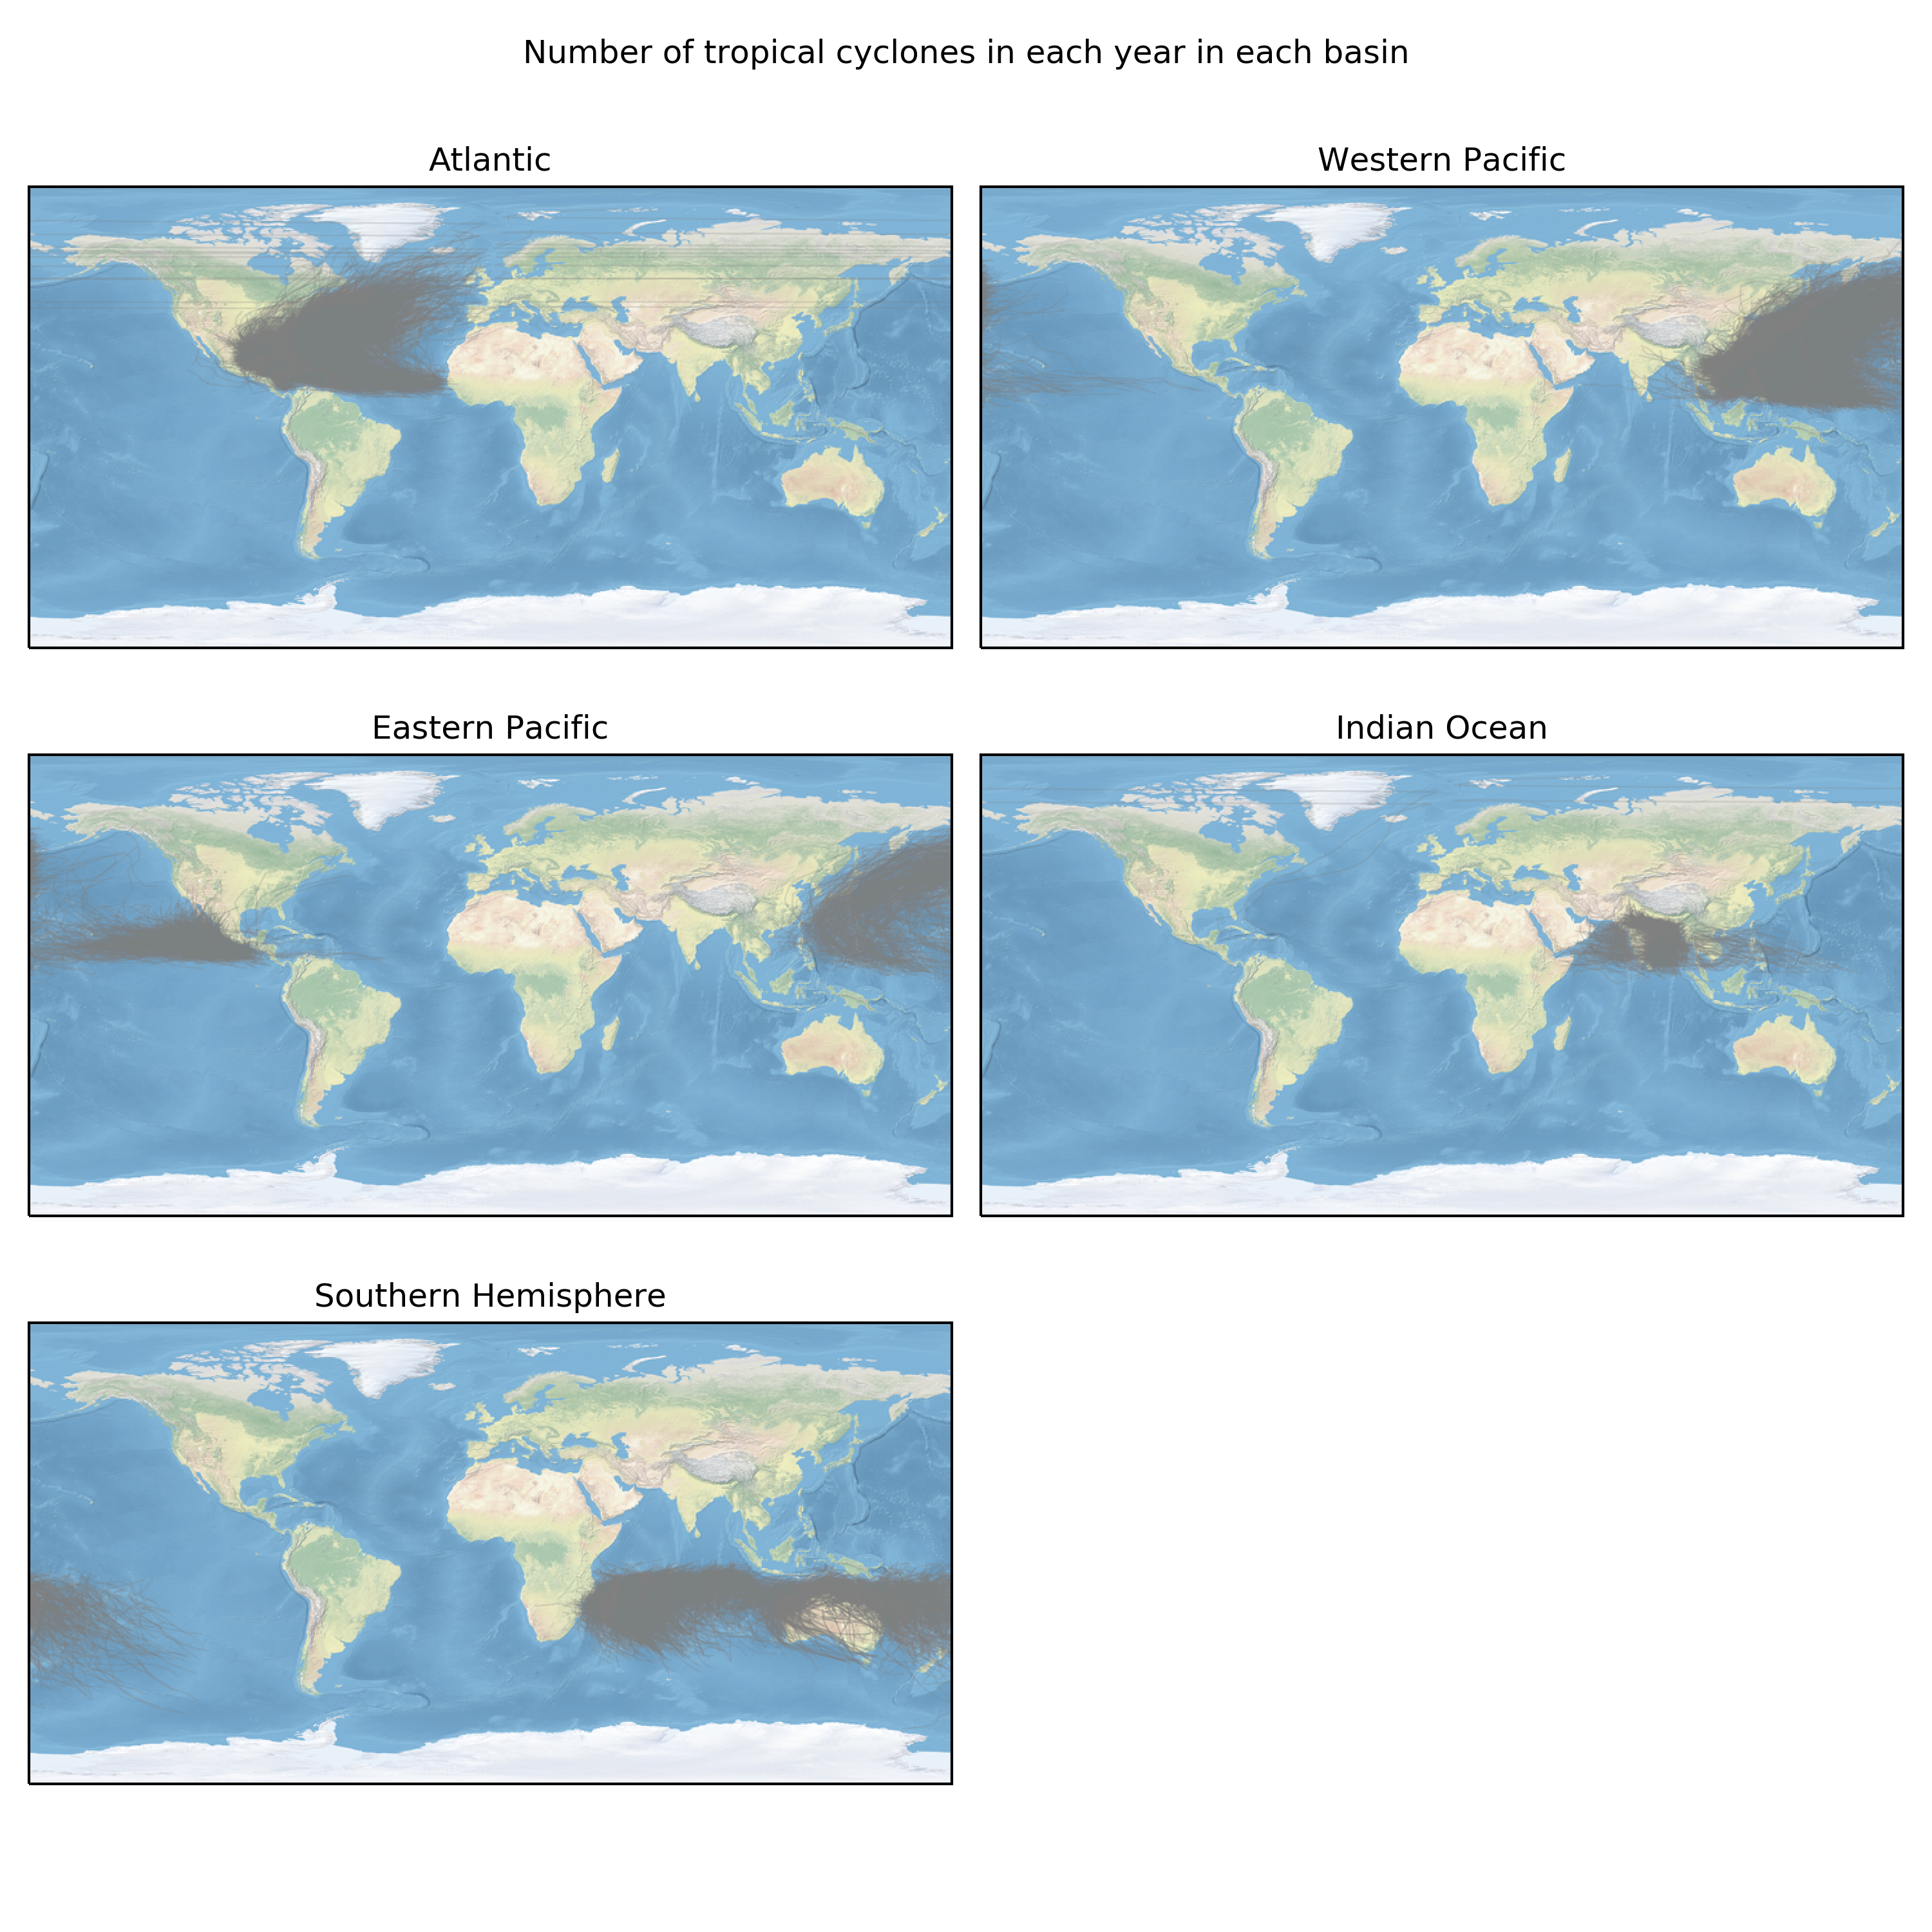 Number of tropical cyclones in each year in each basin
Atlantic
Western Pacific
Eastern Pacific
Indian Ocean
Southern Hemisphere